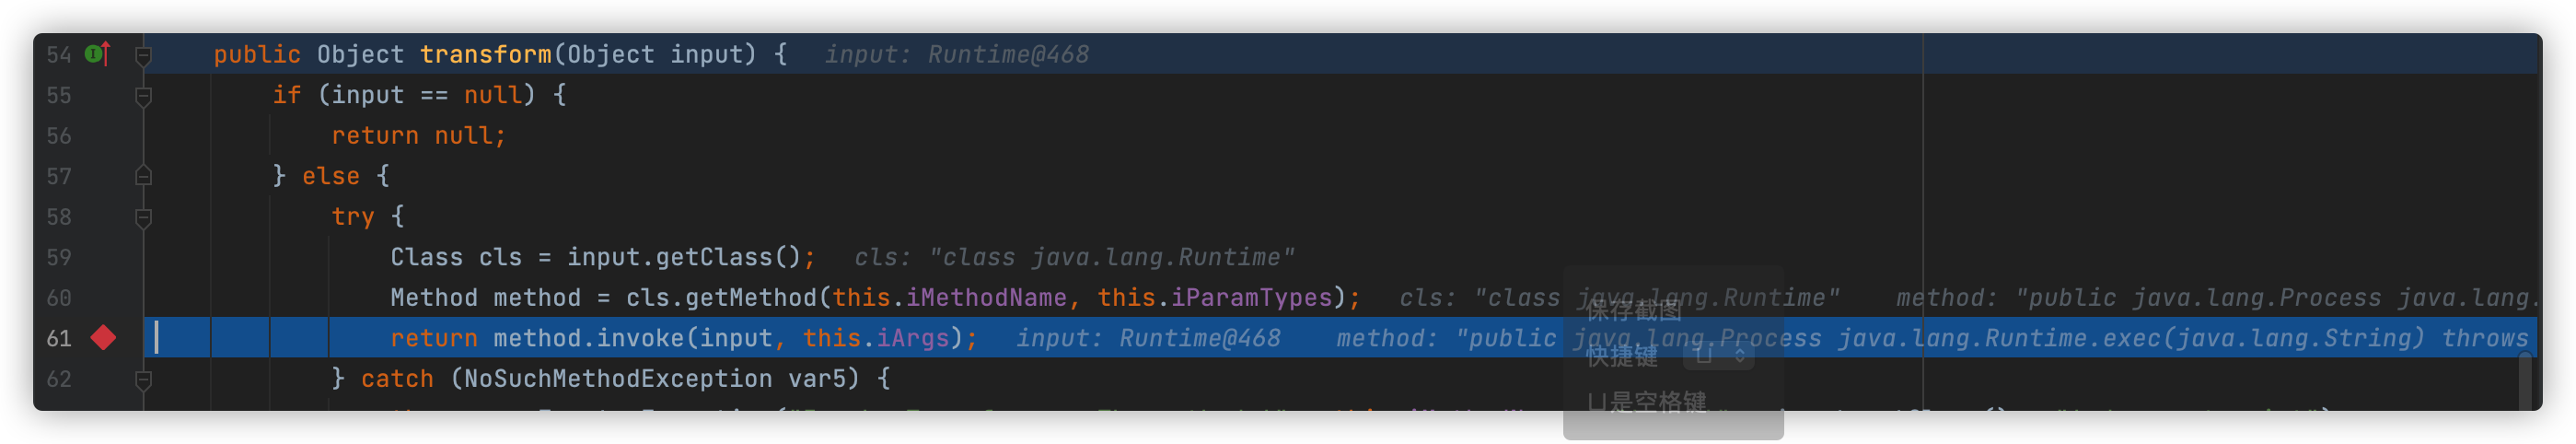 54 public Object transform(Object input) { input: Runtime@468
55 if (input == null) {
56 return null;
57 } else {
58 try {
59 Class cls = input.getClass(); cls: "class java.lang.Runtime"
60 Method method = cls.getMethod(this.iMethodName, this.iParamTypes); cls: "class java.lang.Runtime" method: "public java.lang.Process java.lang.
61 return method.invoke(input, this.iArgs); input: Runtime@468 method: "public java.lang.Process java.lang.Runtime.exec(java.lang.String) throws
62 } catch (NoSuchMethodException var5) {
保存截图
快捷键
凵是空格键